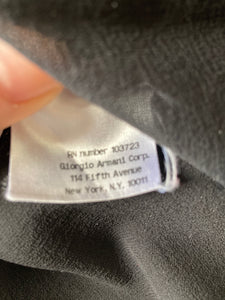 RN number 103723
Giorgio Armani Corp.
114 Fifth Avenue
New York, N.Y. 10011